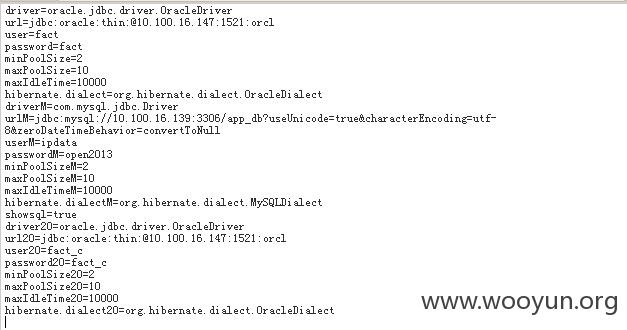 driver=oracle.jdbc.driver.OracleDriver
url=jdbc:oracle:thin:@10.100.16.147:1521:orcl
user=fact
password=fact
minPoolSize=2
maxPoolSize=10
maxIdleTime=10000
hibernate.dialect=org.hibernate.dialect.OracleDialect
driverM=com.mysql.jdbc.Driver
urlM=jdbc:mysql://10.100.16.139:3306/app_db?useUnicode=true&characterEncoding=utf-
8&zeroDateTimeBehavior=convertToNull
userM=ipdata
passwordM=open2013
minPoolSizeM=2
maxPoolSizeM=10
maxIdleTimeM=10000
hibernate.dialectM=org.hibernate.dialect.MySQLDialect
showsql=true
driver20=oracle.jdbc.driver.OracleDriver
url20=jdbc:oracle:thin:@10.100.16.147:1521:orcl
user20=fact_c
password20=fact_c
minPoolSize20=2
maxPoolSize20=10
maxIdleTime20=10000
hibernate.dialect20=org.hibernate.dialect.OracleDialect
www.wooyun.org